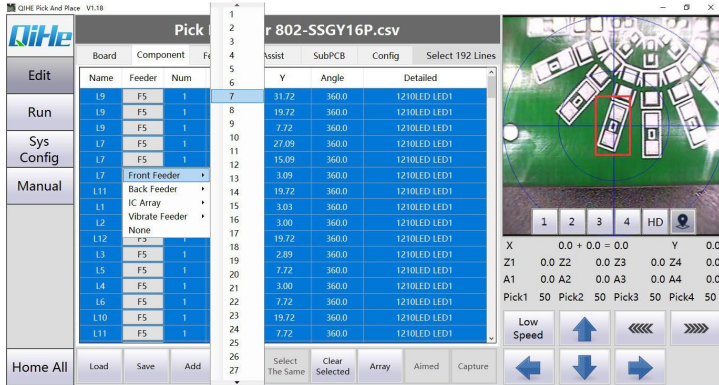 QIHE Pick And Place V1.18
QiHe
Pick
r 802-SSGY16P.csv
Board Component Assist SubPCB Config Select 192 Lines
Edit
Run
Sys
Config
Manual
Home All
Name Feeder Num Y Angle Detailed
L9 F5 1 31.72 360.0 1210LED LED1
L9 F5 1 19.72 360.0 1210LED LED1
L9 F5 1 7.72 360.0 1210LED LED1
L7 F5 1 27.09 360.0 1210LED LED1
L7 F5 1 15.09 360.0 1210LED LED1
L7 3.09 360.0 1210LED LED1
L11 19.72 360.0 1210LED LED1
L1 3.03 360.0 1210LED LED1
L2 3.00 360.0 1210LED LED1
L12 F5 1 19.72 360.0 1210LED LED1
L3 F5 1 2.89 360.0 1210LED LED1
L5 F5 1 7.72 360.0 1210LED LED1
L4 F5 1 3.00 360.0 1210LED LED1
L6 F5 1 7.72 360.0 1210LED LED1
L10 F5 1 19.72 360.0 1210LED LED1
L11 F5 1 7.72 360.0 1210LED LED1
Front Feeder
Back Feeder
IC Array
Vibrate Feeder
None
1
2
3
4
5
6
7
8
9
10
11
12
13
14
15
16
17
18
19
20
21
22
23
24
25
26
27
Load Save Add Select The Same Clear Selected Array Aimed Capture
1 2 3 4 HD
X 0.0 + 0.0 = 0.0 Y 0.0
Z1 0.0 Z2 0.0 Z3 0.0 Z4 0.0
A1 0.0 A2 0.0 A3 0.0 A4 0.0
Pick1 50 Pick2 50 Pick3 50 Pick4 50
Low
Speed